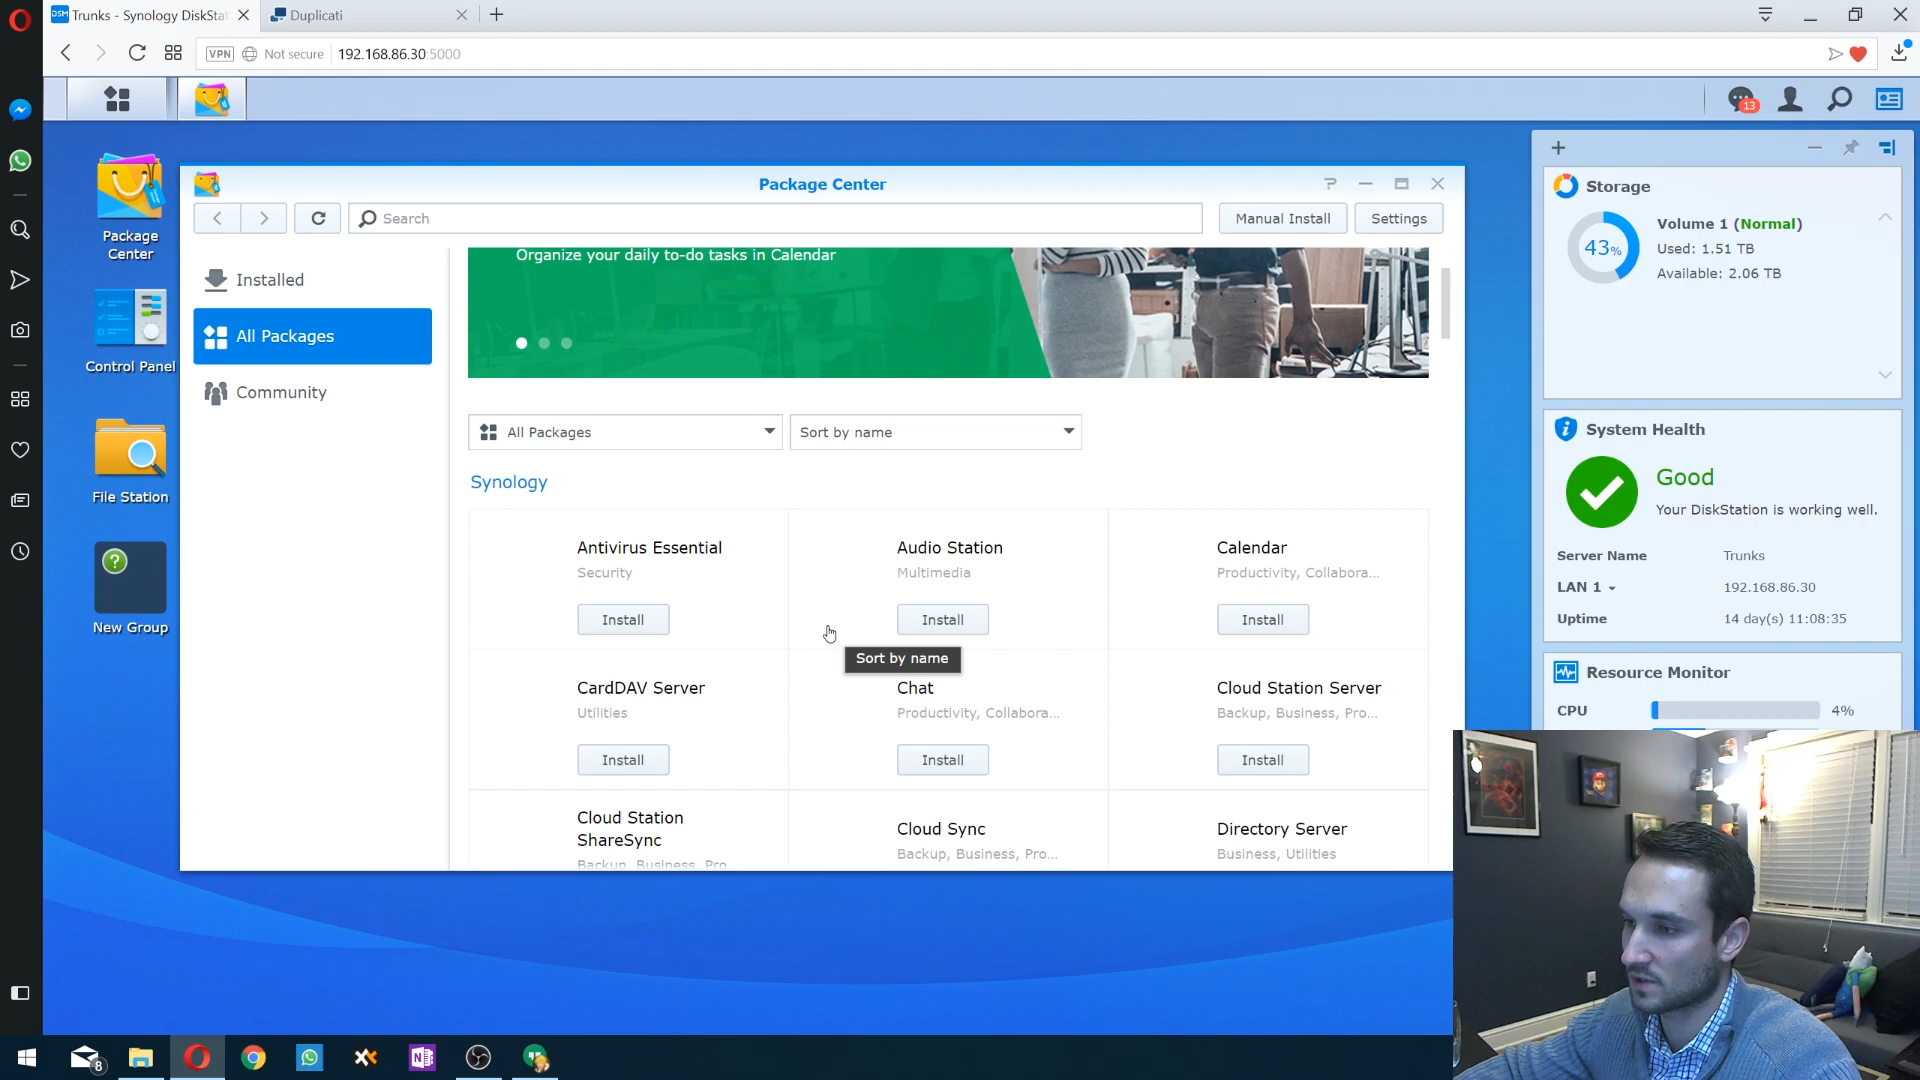 DSM Trunks - Synology DiskSta
Duplicati
VPN Not secure 192.168.86.30:5000
13
Package
Center
Control Panel
File Station
?
New Group
Package Center
?
Search
Manual Install
Settings
Installed
All Packages
Community
Organize your daily to-do tasks in Calendar
All Packages
Sort by name
Synology
Antivirus Essential
Security
Install
Audio Station
Multimedia
Install
Calendar
Productivity, Collabora...
Install
Sort by name
CardDAV Server
Utilities
Install
Chat
Productivity, Collabora...
Install
Cloud Station Server
Backup, Business, Pro...
Install
Cloud Station
ShareSync
Backup, Business, Pro...
Cloud Sync
Backup, Business, Pro...
Directory Server
Business, Utilities
Storage
43%
Volume 1 (Normal)
Used: 1.51 TB
Available: 2.06 TB
System Health
Good
Your DiskStation is working well.
Server Name Trunks
LAN 1 192.168.86.30
Uptime 14 day(s) 11:08:35
Resource Monitor
CPU 4%
8
N